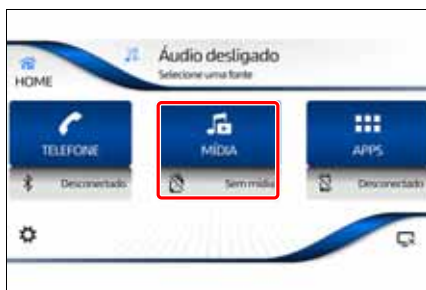 HOME
Áudio desligado
Selecione uma fonte
TELEFONE
MÍDIA
APPS
Desconectado
Sem mídia
Desconectado